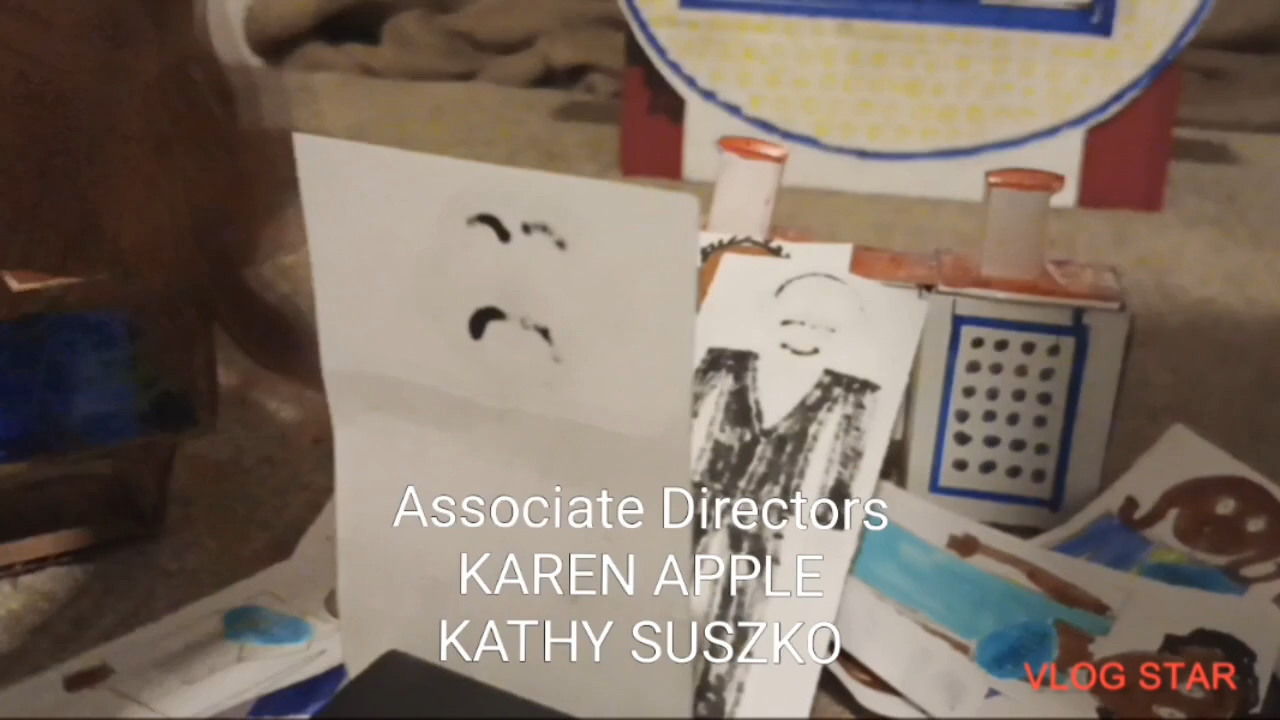 Associate Directors
KAREN APPLE
KATHY SUSZKO
VLOG STAR